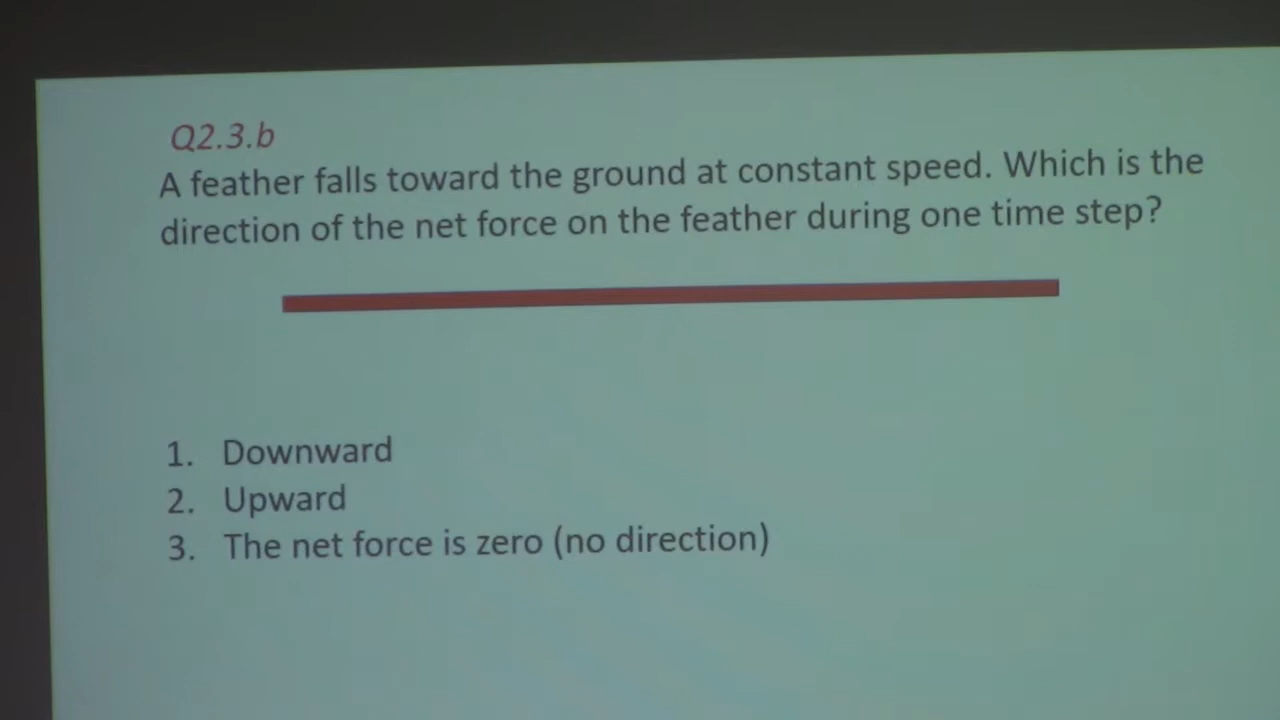 Q2.3.b
A feather falls toward the ground at constant speed. Which is the
direction of the net force on the feather during one time step?
1. Downward
2. Upward
3. The net force is zero (no direction)